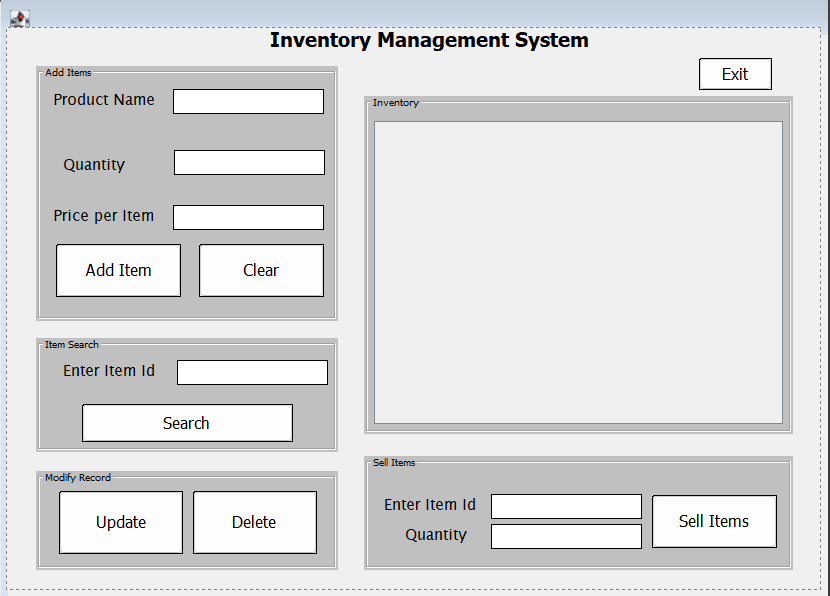 Inventory Management System
Exit
Add Items
Product Name
Quantity
Price per Item
Add Item
Clear
Inventory
Item Search
Enter Item Id
Search
Modify Record
Update
Delete
Sell Items
Enter Item Id
Quantity
Sell Items